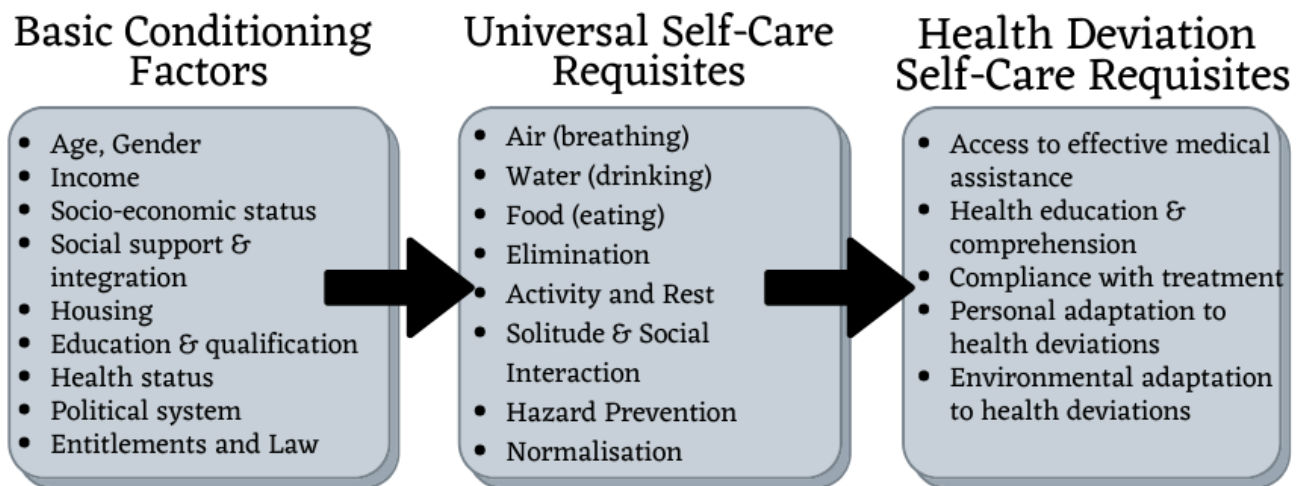 Basic Conditioning
Factors
• Age, Gender
• Income
• Socio-economic status
• Social support &
integration
• Housing
• Education & qualification
• Health status
• Political system
• Entitlements and Law
Universal Self-Care
Requisites
• Air (breathing)
• Water (drinking)
• Food (eating)
• Elimination
• Activity and Rest
• Solitude & Social
Interaction
• Hazard Prevention
• Normalisation
Health Deviation
Self-Care Requisites
• Access to effective medical
assistance
• Health education &
comprehension
• Compliance with treatment
• Personal adaptation to
health deviations
• Environmental adaptation
to health deviations